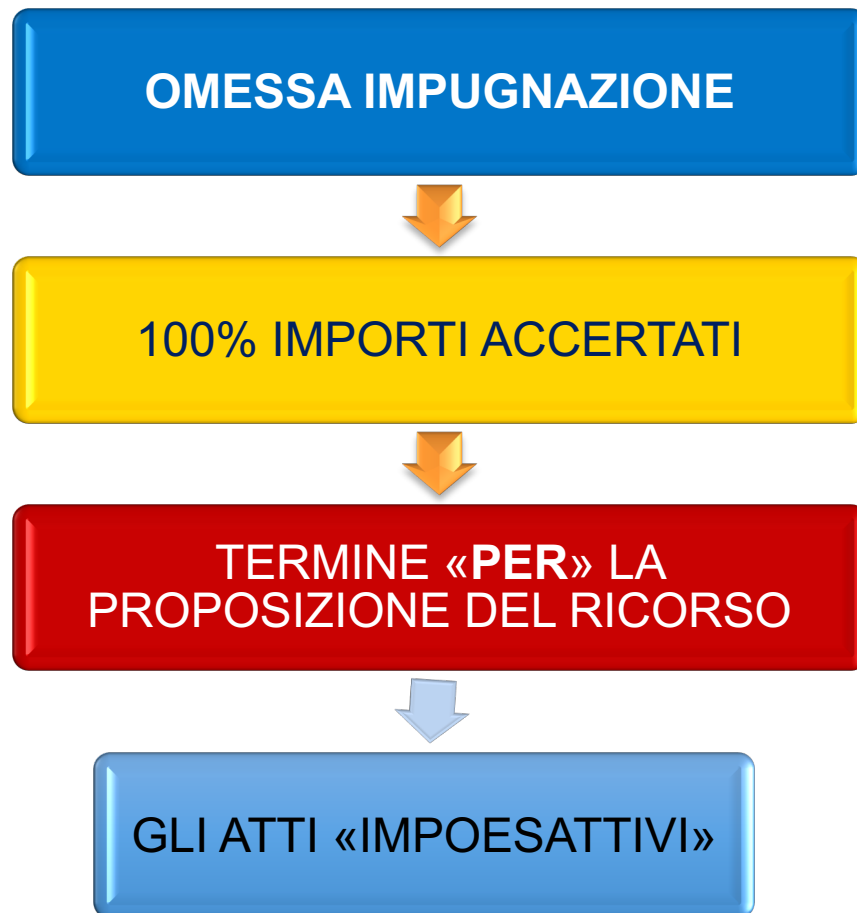 OMESSA IMPUGNAZIONE
100% IMPORTI ACCERTATI
TERMINE «PER» LA
PROPOSIZIONE DEL RICORSO
GLI ATTI «IMPOESATTIVI»